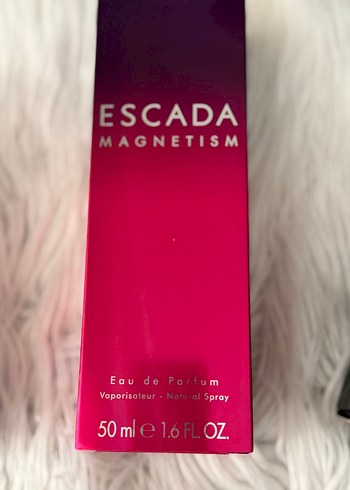 ESCADA
MAGNETISM
Eau de Parfum
Vaporisateur - Natural Spray
50 ml ℮ 1.6 FL. OZ.